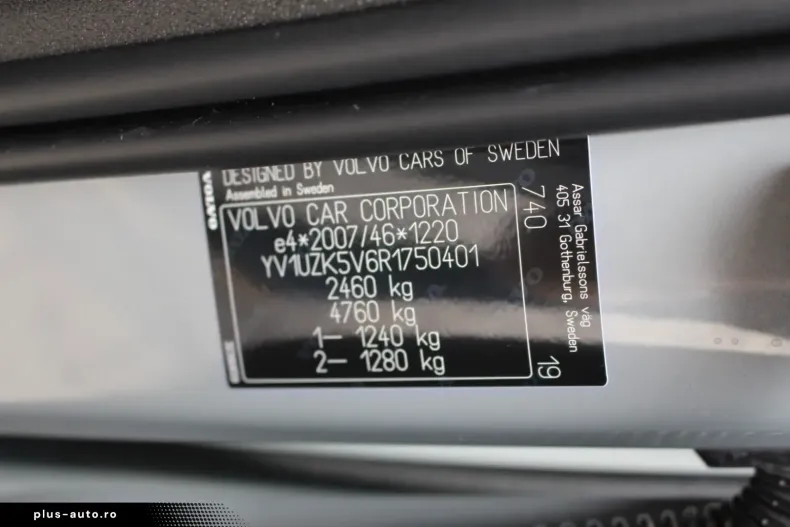 DESIGNED BY VOLVO CARS OF SWEDEN
Assembled in Sweden
VOLVO
VOLVO CAR CORPORATION
e4*2007/46*1220
YV1UZK5V6R1750401
2460 kg
4760 kg
1– 1240 kg
2– 1280 kg
740
19
Assar Gabrielssons väg
405 31 Gothenburg, Sweden
plus-auto.ro